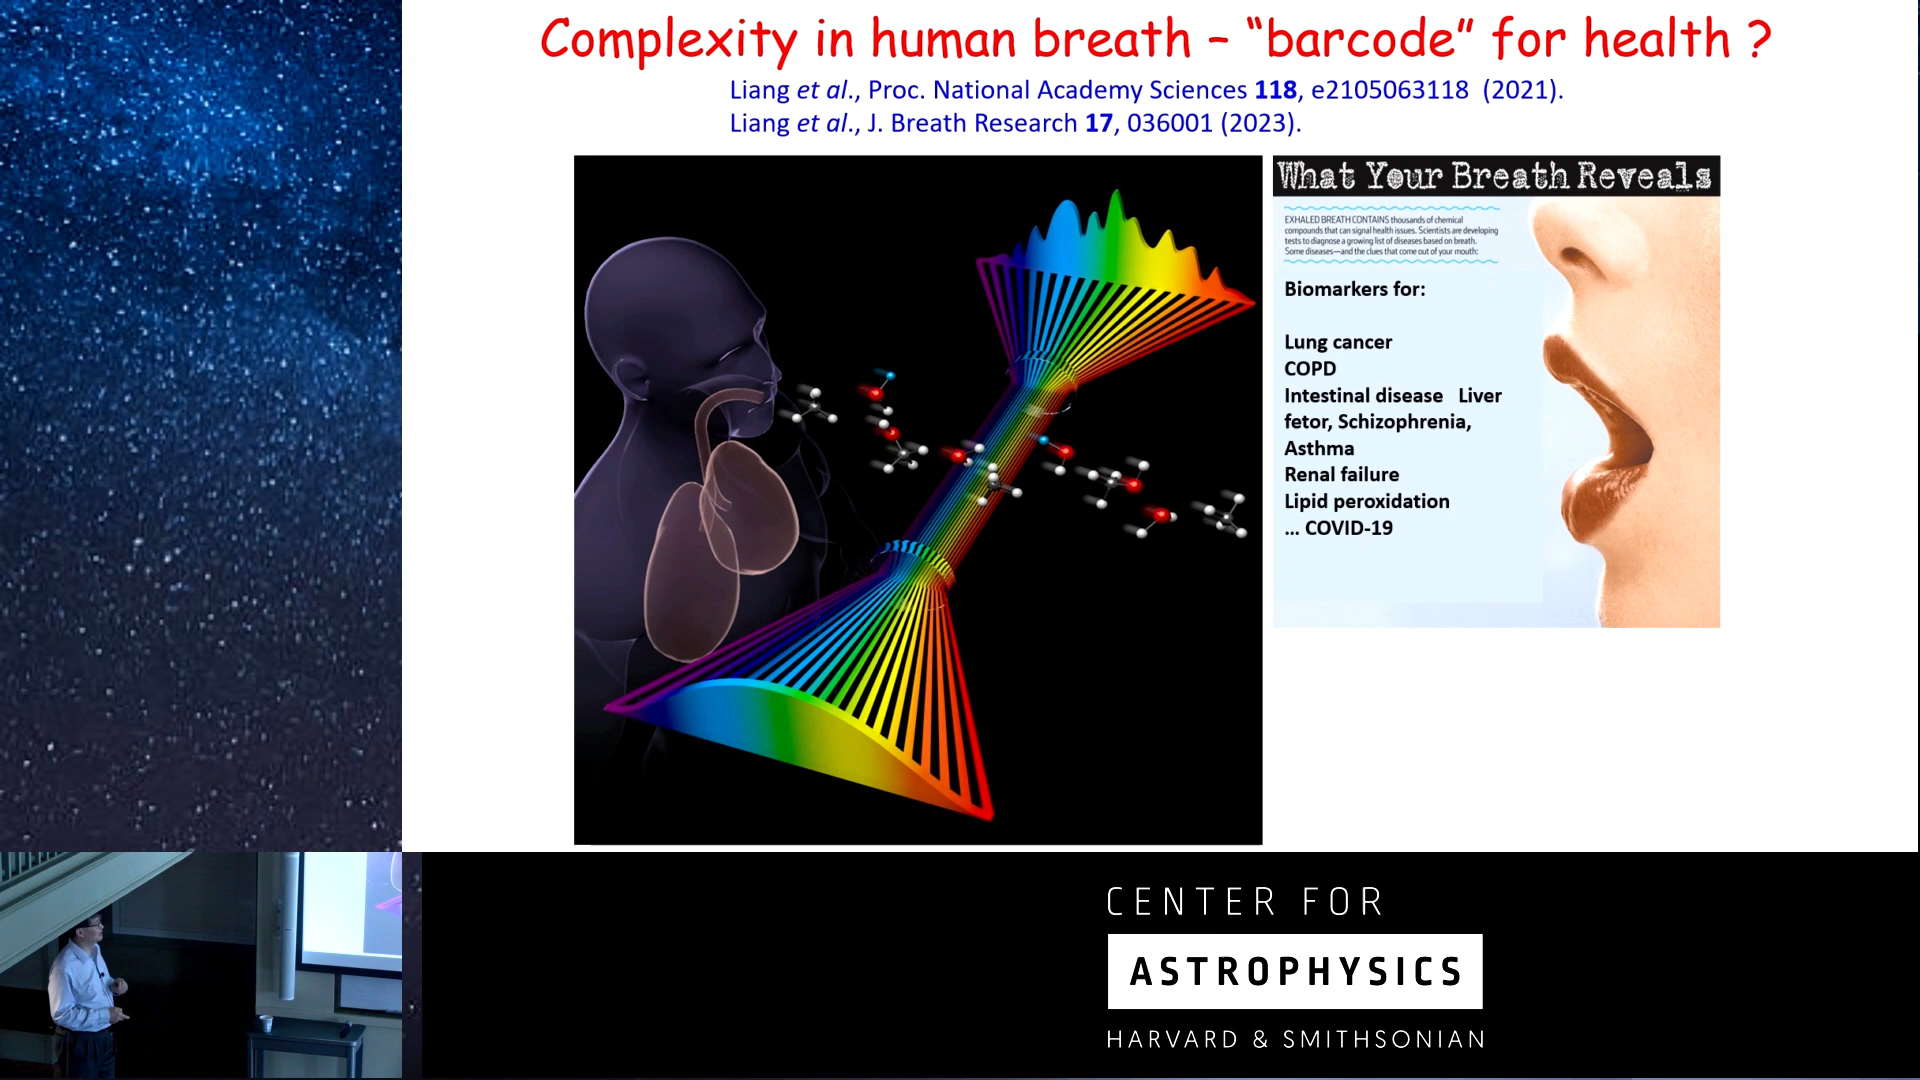 Complexity in human breath – “barcode” for health ?
Liang et al., Proc. National Academy Sciences 118, e2105063118 (2021).
Liang et al., J. Breath Research 17, 036001 (2023).
What Your Breath Reveals
EXHALED BREATH CONTAINS thousands of chemical
compounds that can signal health issues. Scientists are developing
tests to diagnose a growing list of diseases based on breath.
Some diseases—and the clues that come out of your mouth:
Biomarkers for:
Lung cancer
COPD
Intestinal disease Liver
fetor, Schizophrenia,
Asthma
Renal failure
Lipid peroxidation
... COVID-19
CENTER FOR
ASTROPHYSICS
HARVARD & SMITHSONIAN